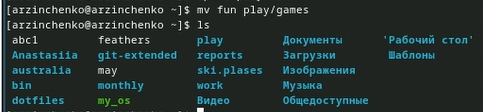 [arzinchenko@arzinchenko ~]$ mv fun play/games
[arzinchenko@arzinchenko ~]$ ls
abc1 feathers play Документы 'Рабочий стол'
Anastasiia git-extended reports Загрузки Шаблоны
australia may ski.plases Изображения
bin monthly work Музыка
dotfiles my_os Видео Общедоступные